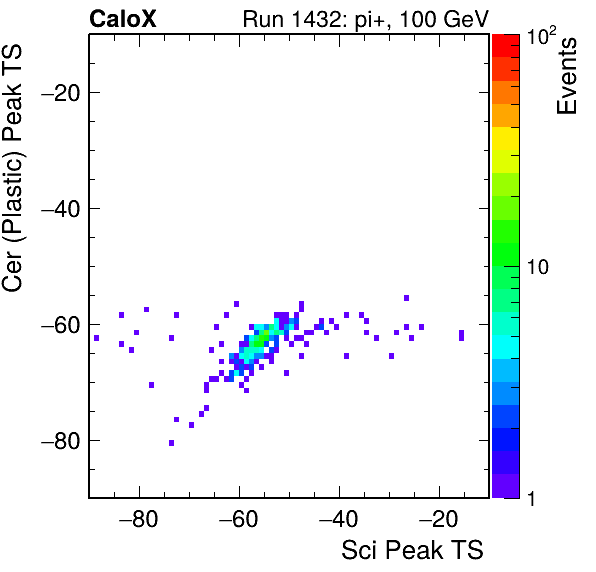 CaloX Run 1432: pi+, 100 GeV
Cer (Plastic) Peak TS
−20
−40
−60
−80
−80 −60 −40 −20
Sci Peak TS
10²
10
1
Events